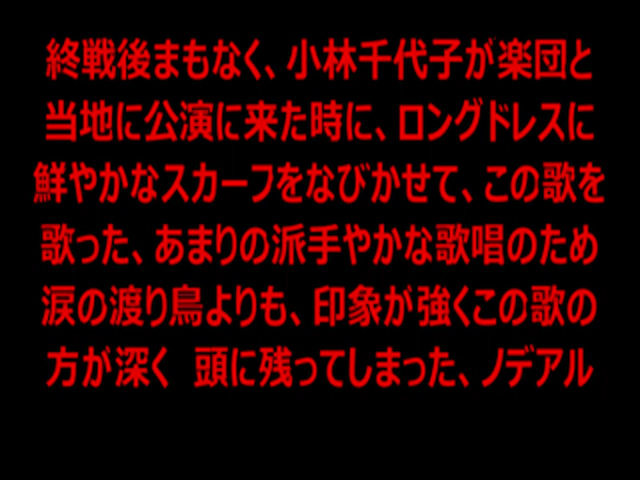 終戦後まもなく、小林千代子が楽団と
当地に公演に来た時に、ロングドレスに
鮮やかなスカーフをなびかせて、この歌を
歌った、あまりの派手やかな歌唱のため
涙の渡り鳥よりも、印象が強くこの歌の
方が深く　頭に残ってしまった、ノデアル